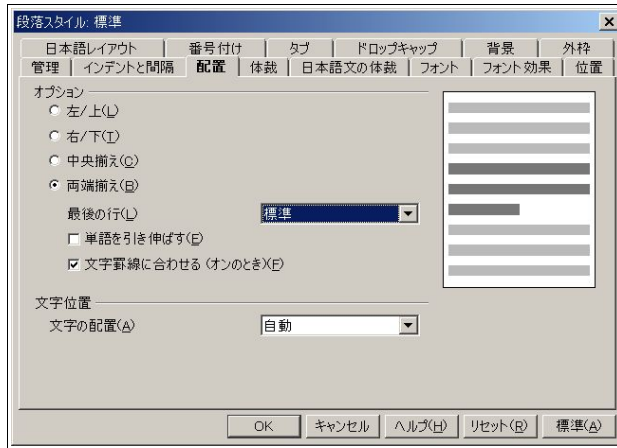 段落スタイル: 標準
日本語レイアウト 番号付け タブ ドロップキャップ 背景 外枠
管理 インデントと間隔 配置 体裁 日本語文の体裁 フォント フォント効果 位置
オプション
左/上(L)
右/下(T)
中央揃え(C)
両端揃え(B)
最後の行(L) 標準
単語を引き伸ばす(E)
文字罫線に合わせる (オンのとき)(F)
文字位置
文字の配置(A) 自動
OK キャンセル ヘルプ(H) リセット(R) 標準(A)